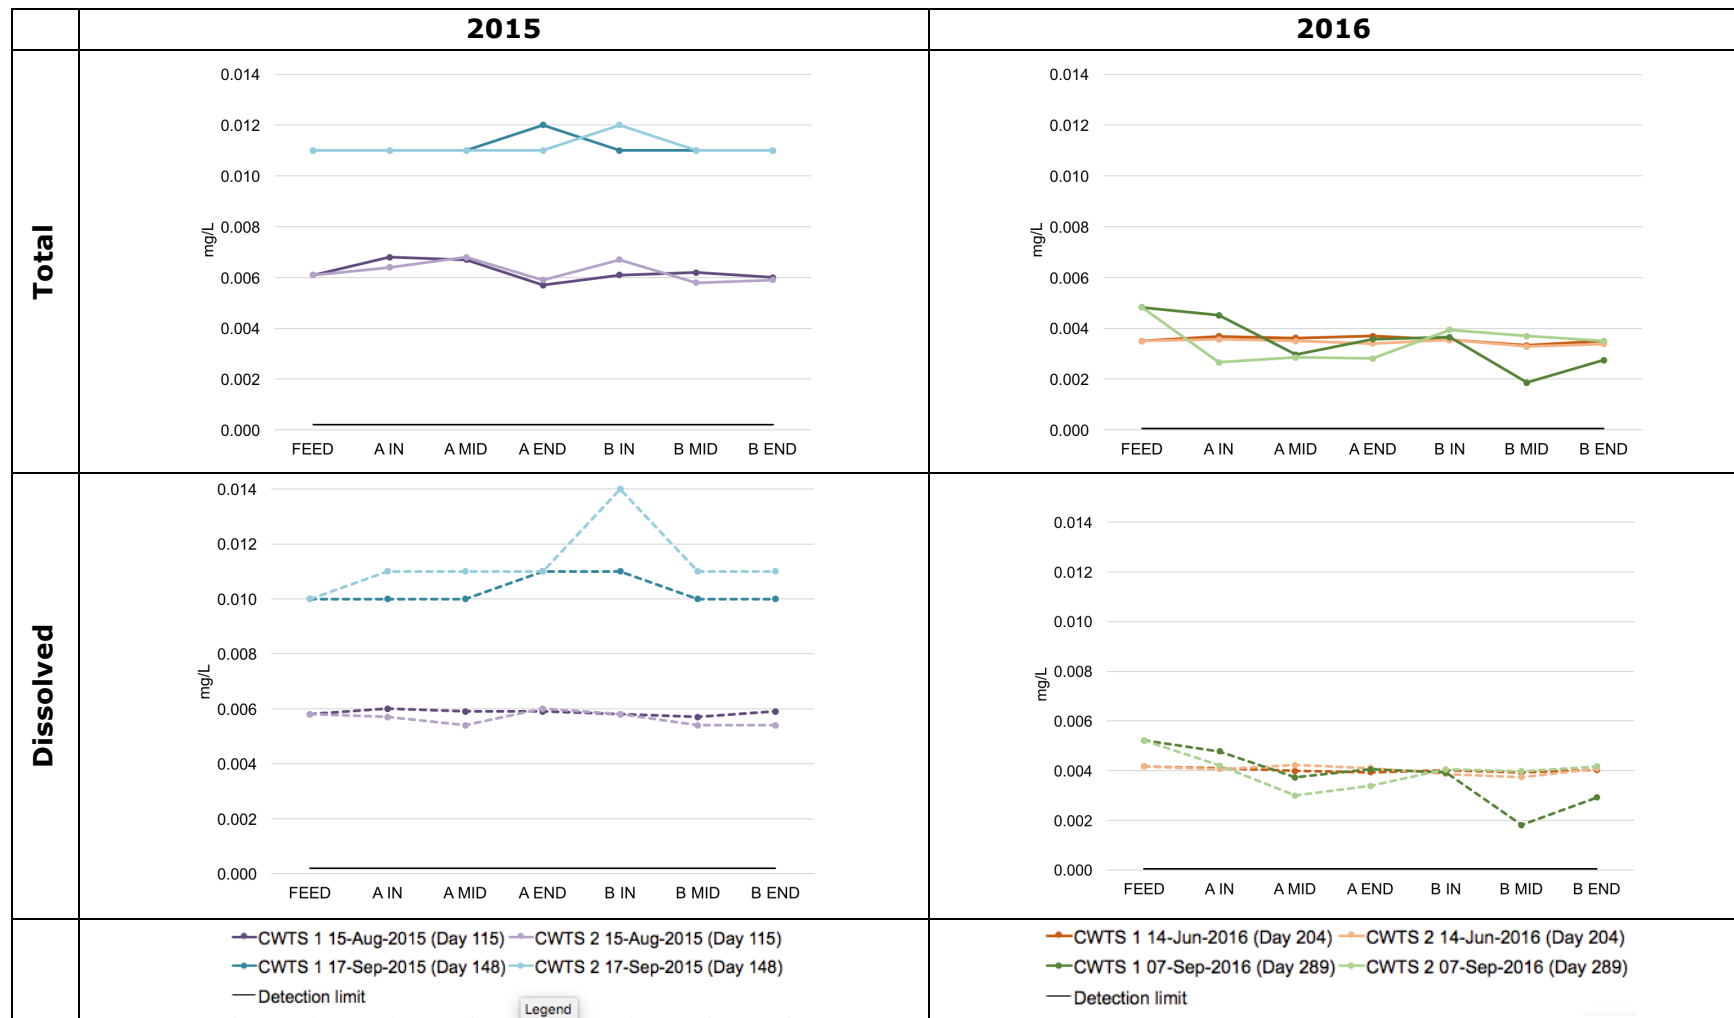 2015
2016
Total
0.014
0.012
0.010
0.008
0.006
0.004
0.002
0.000
mg/L
FEED A IN A MID A END B IN B MID B END
0.014
0.012
0.010
0.008
0.006
0.004
0.002
0.000
mg/L
FEED A IN A MID A END B IN B MID B END
Dissolved
0.014
0.012
0.010
0.008
0.006
0.004
0.002
0.000
mg/L
FEED A IN A MID A END B IN B MID B END
0.014
0.012
0.010
0.008
0.006
0.004
0.002
0.000
mg/L
FEED A IN A MID A END B IN B MID B END
CWTS 1 15-Aug-2015 (Day 115) CWTS 2 15-Aug-2015 (Day 115)
CWTS 1 17-Sep-2015 (Day 148) CWTS 2 17-Sep-2015 (Day 148)
Detection limit
Legend
CWTS 1 14-Jun-2016 (Day 204) CWTS 2 14-Jun-2016 (Day 204)
CWTS 1 07-Sep-2016 (Day 289) CWTS 2 07-Sep-2016 (Day 289)
Detection limit